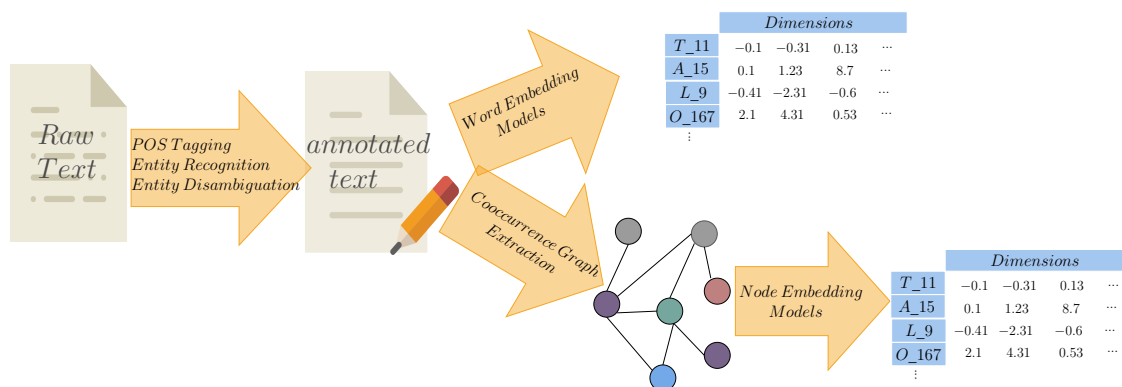 Raw
Text
POS Tagging
Entity Recognition
Entity Disambiguation
annotated
text
Word Embedding
Models
Dimensions
T_11 −0.1 −0.31 0.13 ...
A_15 0.1 1.23 8.7 ...
L_9 −0.41 −2.31 −0.6 ...
O_167 2.1 4.31 0.53 ...
⋮
Cooccurrence Graph
Extraction
Node Embedding
Models
Dimensions
T_11 −0.1 −0.31 0.13 ...
A_15 0.1 1.23 8.7 ...
L_9 −0.41 −2.31 −0.6 ...
O_167 2.1 4.31 0.53 ...
⋮